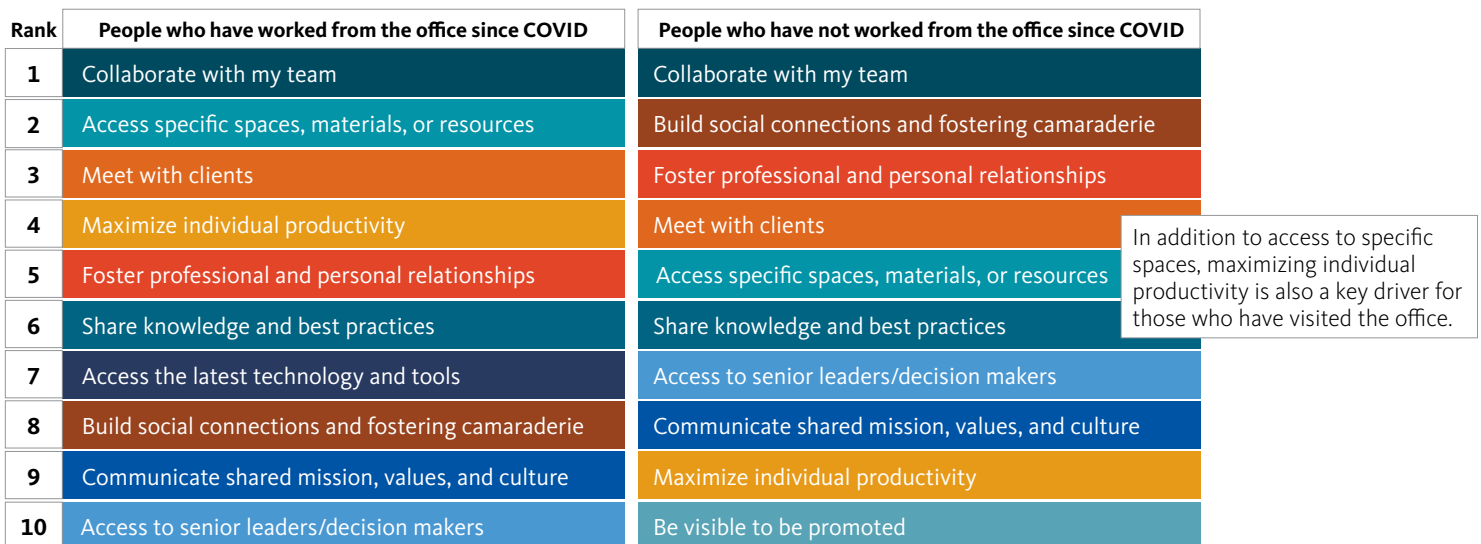 Rank People who have worked from the office since COVID People who have not worked from the office since COVID
1 Collaborate with my team Collaborate with my team
2 Access specific spaces, materials, or resources Build social connections and fostering camaraderie
3 Meet with clients Foster professional and personal relationships
4 Maximize individual productivity Meet with clients
5 Foster professional and personal relationships Access specific spaces, materials, or resources
6 Share knowledge and best practices Share knowledge and best practices
7 Access the latest technology and tools Access to senior leaders/decision makers
8 Build social connections and fostering camaraderie Communicate shared mission, values, and culture
9 Communicate shared mission, values, and culture Maximize individual productivity
10 Access to senior leaders/decision makers Be visible to be promoted
In addition to access to specific
spaces, maximizing individual
productivity is also a key driver for
those who have visited the office.